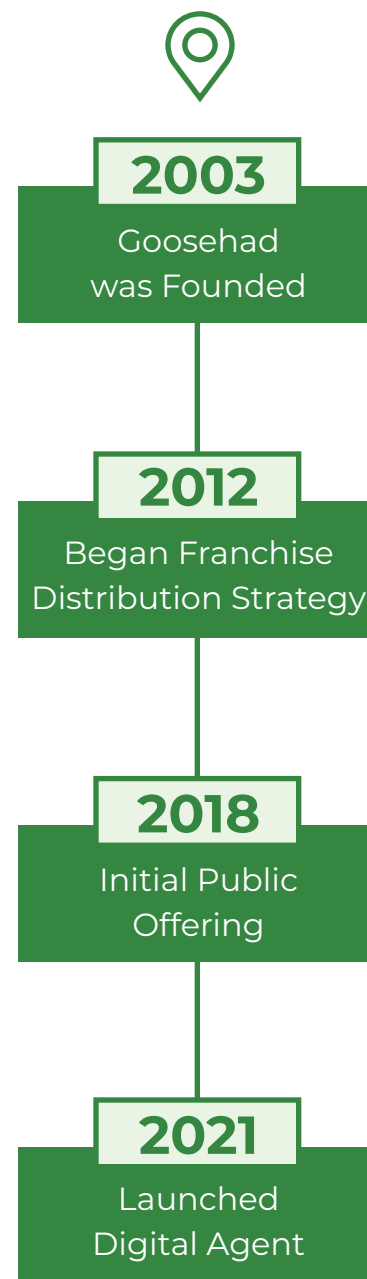 2003
Goosehad
was Founded
2012
Began Franchise
Distribution Strategy
2018
Initial Public
Offering
2021
Launched
Digital Agent